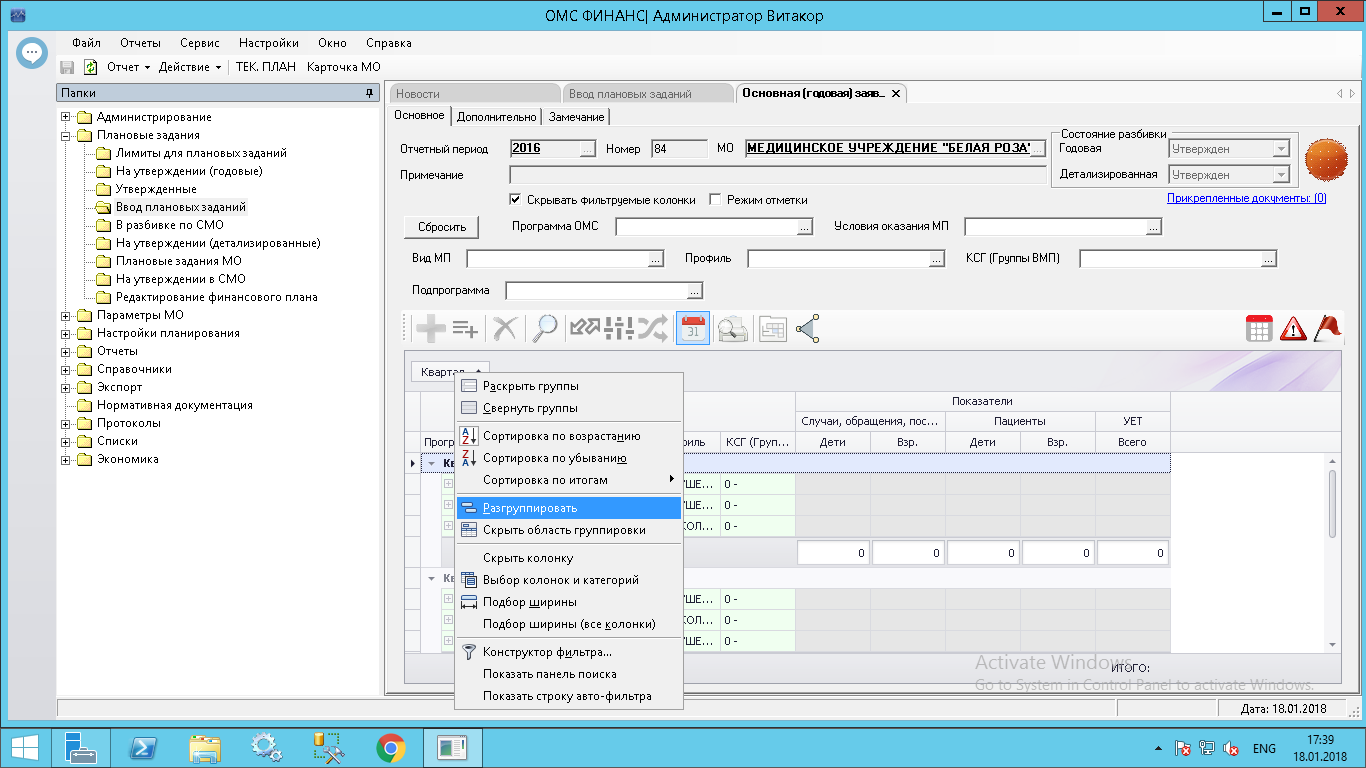 ОМС ФИНАНС| Администратор Витакор
Файл Отчеты Сервис Настройки Окно Справка
Отчет Действие ТЕК. ПЛАН Карточка МО
Папки
Администрирование
Плановые задания
Лимиты для плановых заданий
На утверждении (годовые)
Утвержденные
Ввод плановых заданий
В разбивке по СМО
На утверждении (детализированные)
Плановые задания МО
На утверждении в СМО
Редактирование финансового плана
Параметры МО
Настройки планирования
Отчеты
Справочники
Экспорт
Нормативная документация
Протоколы
Списки
Экономика
Новости Ввод плановых заданий Основная (годовая) заяв...
Основное Дополнительно Замечание
Отчетный период 2016 ... Номер 84 МО МЕДИЦИНСКОЕ УЧРЕЖДЕНИЕ "БЕЛАЯ РОЗА" ...
Примечание
Состояние разбивки
Годовая Утвержден
Детализированная Утвержден
Прикрепленные документы: (0)
Скрывать фильтруемые колонки Режим отметки
Сбросить Программа ОМС ... Условия оказания МП ...
Вид МП ... Профиль ... КСГ (Группы ВМП) ...
Подпрограмма ...
31
Квартал
Показатели
Случаи, обращения, пос... Пациенты УЕТ
КСГ (Груп... Дети Взр. Дети Взр. Всего
0 -
0 -
0 -
0 0 0 0 0
0 -
0 -
0 -
ИТОГО:
Раскрыть группы
Свернуть группы
Сортировка по возрастанию
Сортировка по убыванию
Сортировка по итогам
Разгруппировать
Скрыть область группировки
Скрыть колонку
Выбор колонок и категорий
Подбор ширины
Подбор ширины (все колонки)
Конструктор фильтра...
Показать панель поиска
Показать строку авто-фильтра
Activate Windows
Go to System in Control Panel to activate Windows.
Дата: 18.01.2018
ENG
17:39
18.01.2018